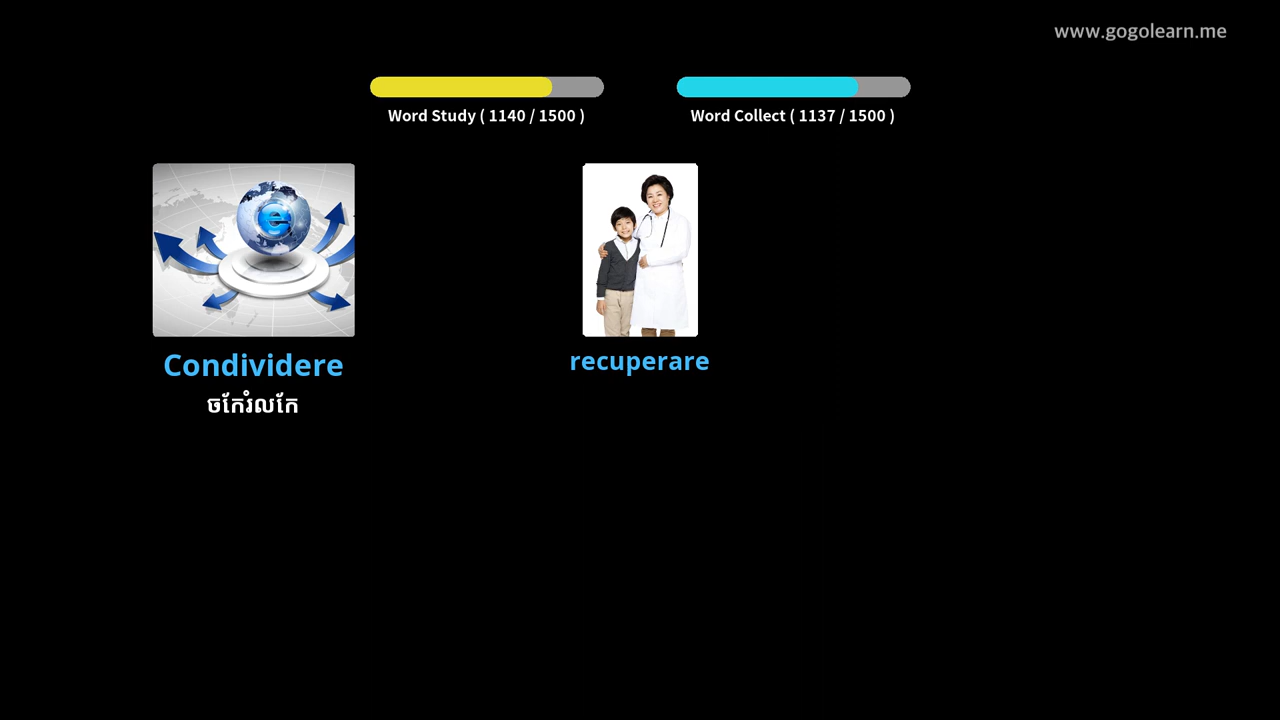 www.gogolearn.me
Word Study ( 1140 / 1500 )
Word Collect ( 1137 / 1500 )
e
Condividere
ចកែរំលកែ
recuperare